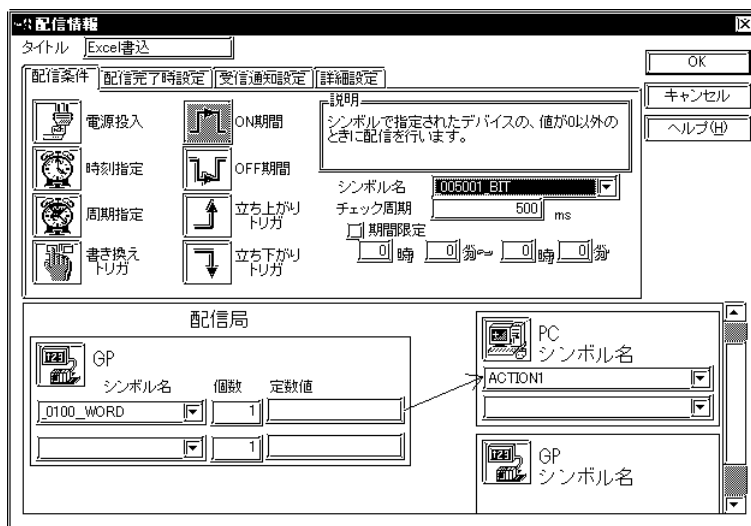 配信情報
タイトル Excel書込
OK
キャンセル
ヘルプ(H)
配信条件 配信完了時設定 受信通知設定 詳細設定
電源投入 ON期間
時刻指定 OFF期間
周期指定 立ち上がりトリガ
書き換えトリガ 立ち下がりトリガ
説明
シンボルで指定されたデバイスの、値が0以外の
ときに配信を行います。
シンボル名 005001_BIT
チェック周期 500 ms
期間限定
0 時 0 分～ 0 時 0 分
配信局
GP
シンボル名 個数 定数値
_0100__WORD 1
1
PC
シンボル名
ACTION1
GP
シンボル名